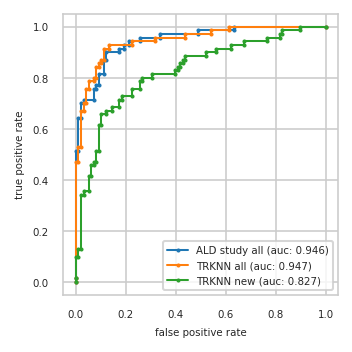 1.0
0.8
0.6
0.4
0.2
0.0
true positive rate
ALD study all (auc: 0.946)
TRKNN all (auc: 0.947)
TRKNN new (auc: 0.827)
0.0 0.2 0.4 0.6 0.8 1.0
false positive rate